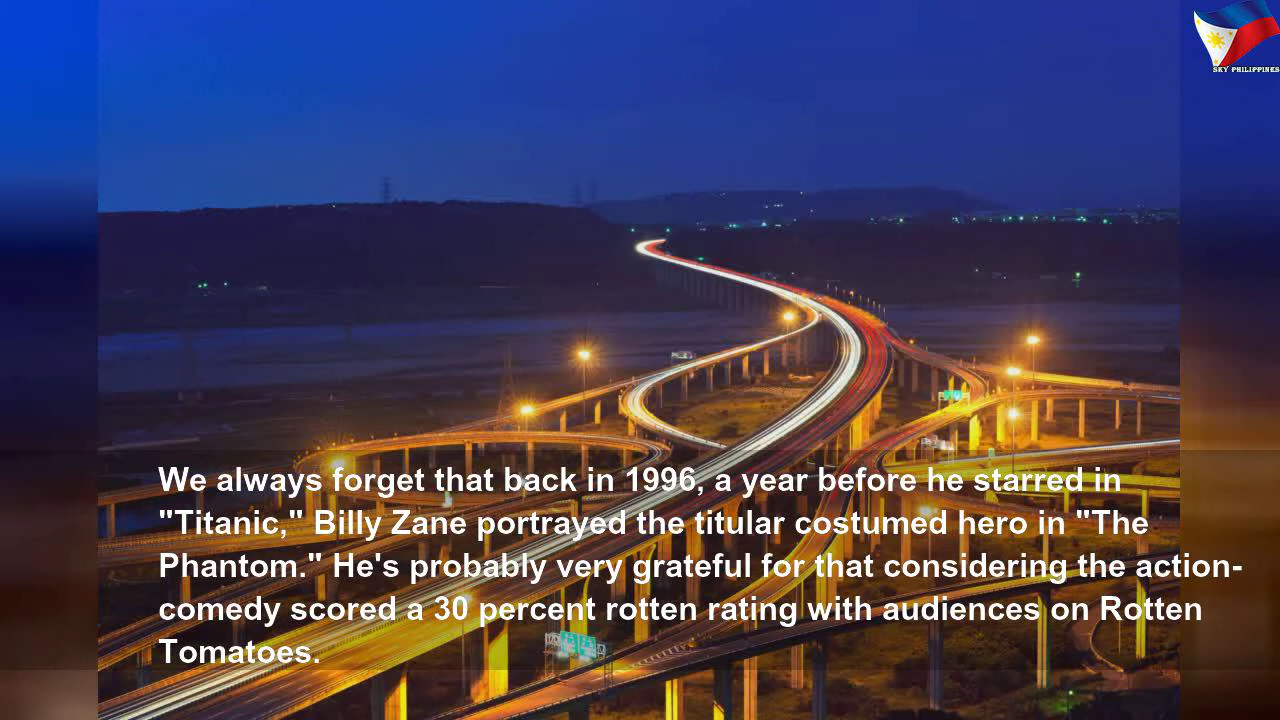 SKY PHILIPPINES
We always forget that back in 1996, a year before he starred in
"Titanic," Billy Zane portrayed the titular costumed hero in "The
Phantom." He's probably very grateful for that considering the action-
comedy scored a 30 percent rotten rating with audiences on Rotten
Tomatoes.